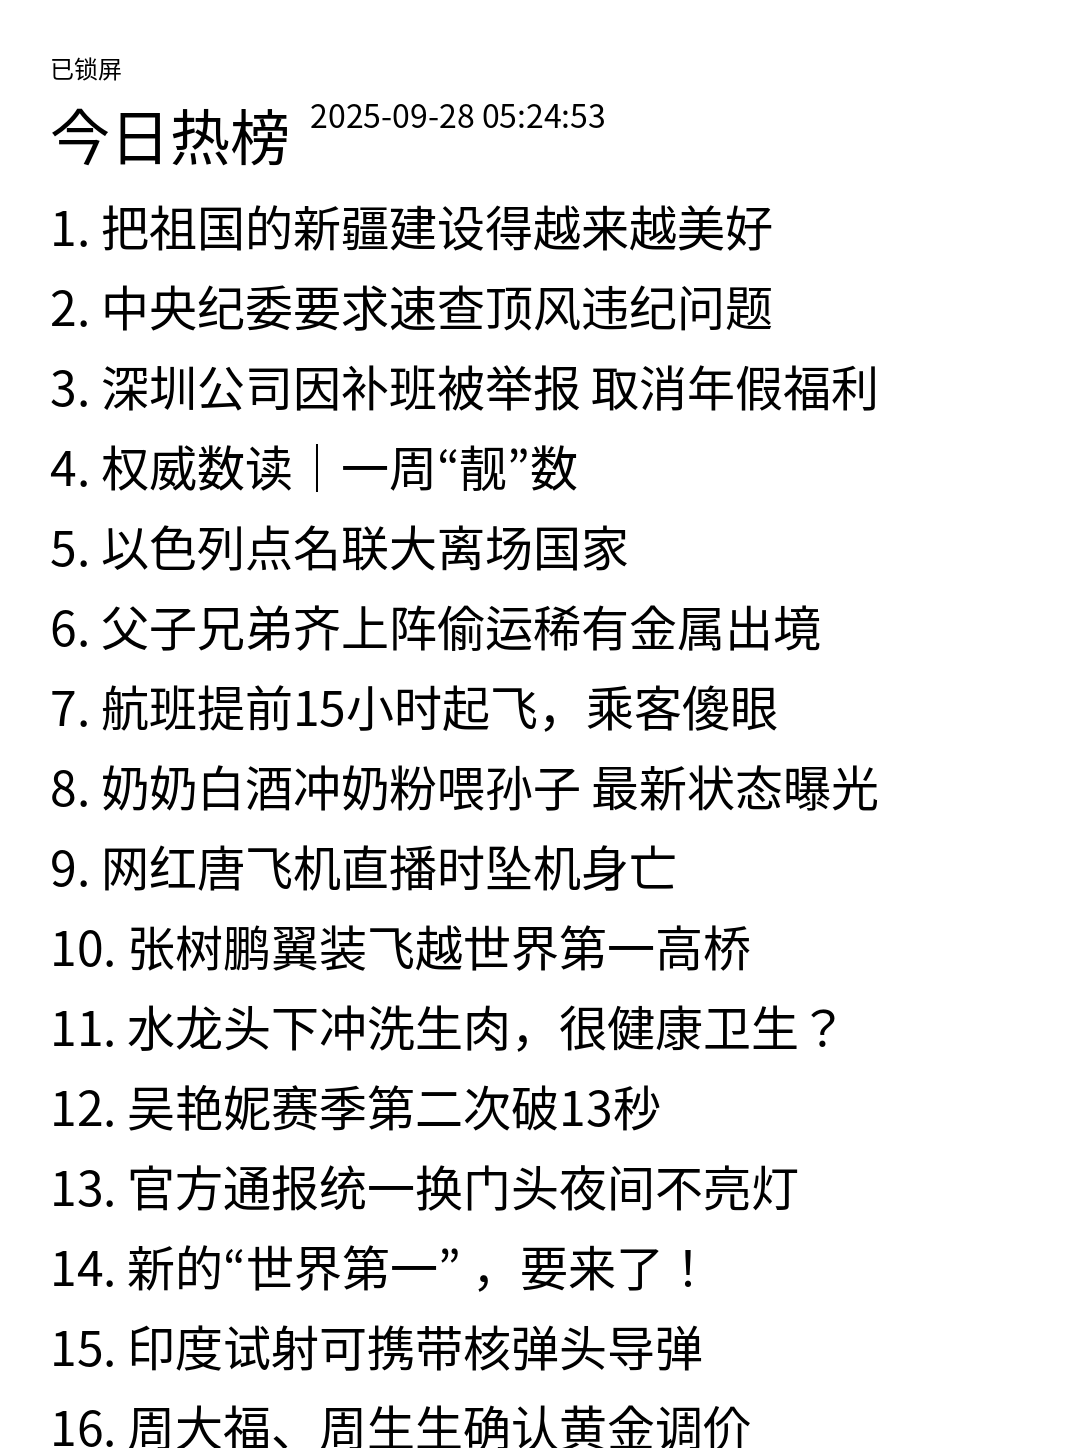 已锁屏
今日热榜 2025-09-28 05:24:53
1. 把祖国的新疆建设得越来越美好
2. 中央纪委要求速查顶风违纪问题
3. 深圳公司因补班被举报 取消年假福利
4. 权威数读｜一周“靓”数
5. 以色列点名联大离场国家
6. 父子兄弟齐上阵偷运稀有金属出境
7. 航班提前15小时起飞，乘客傻眼
8. 奶奶白酒冲奶粉喂孙子 最新状态曝光
9. 网红唐飞机直播时坠机身亡
10. 张树鹏翼装飞越世界第一高桥
11. 水龙头下冲洗生肉，很健康卫生？
12. 吴艳妮赛季第二次破13秒
13. 官方通报统一换门头夜间不亮灯
14. 新的“世界第一”，要来了！
15. 印度试射可携带核弹头导弹
16. 周大福、周生生确认黄金调价